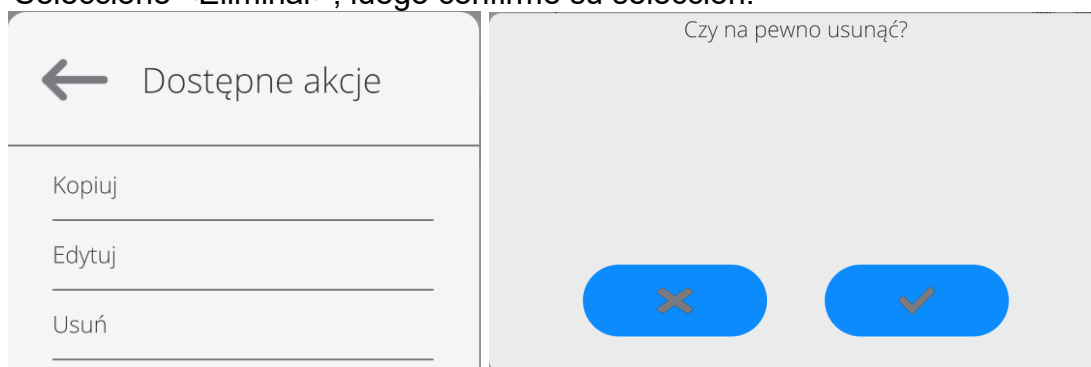 Seleccione <Eliminar>, luego confirme su selección.
Dostępne akcje
Kopiuj
Edytuj
Usuń
Czy na pewno usunąć?